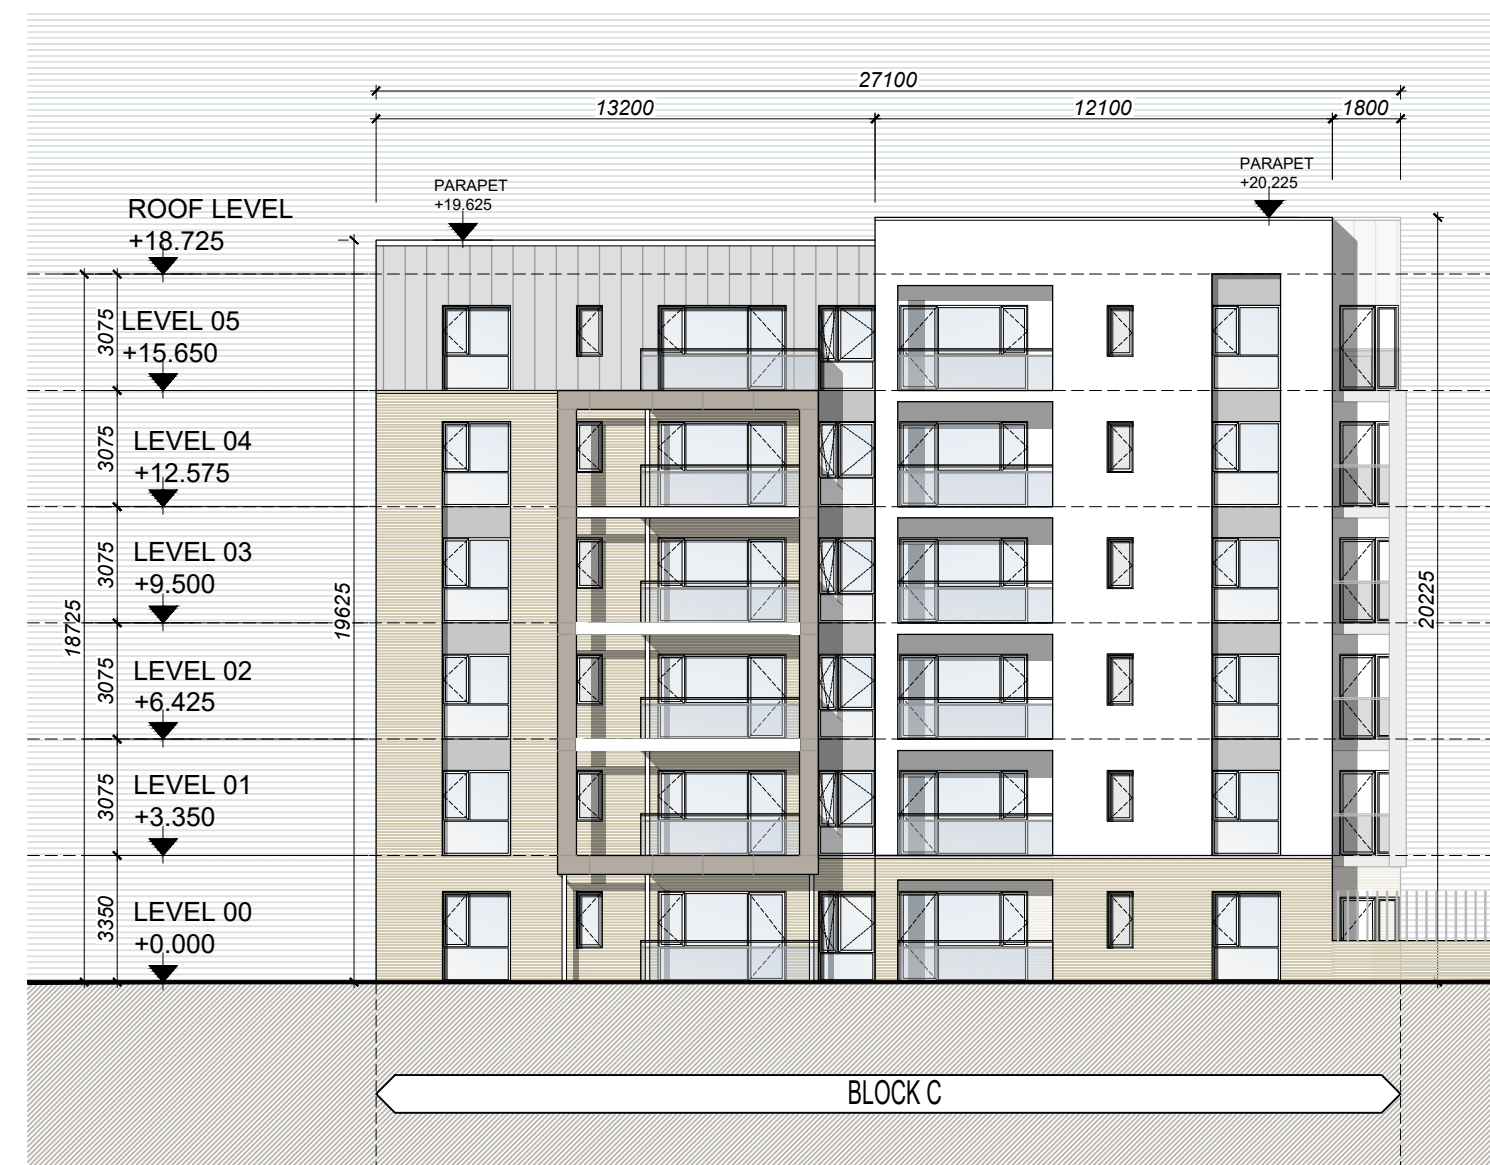 27100
13200
12100
1800
PARAPET
+20.225
PARAPET
+19.625
ROOF LEVEL
+18.725
3075
LEVEL 05
+15.650
3075
LEVEL 04
+12.575
3075
LEVEL 03
+9.500
18725
19625
20225
3075
LEVEL 02
+6.425
3075
LEVEL 01
+3.350
3350
LEVEL 00
+0.000
BLOCK C